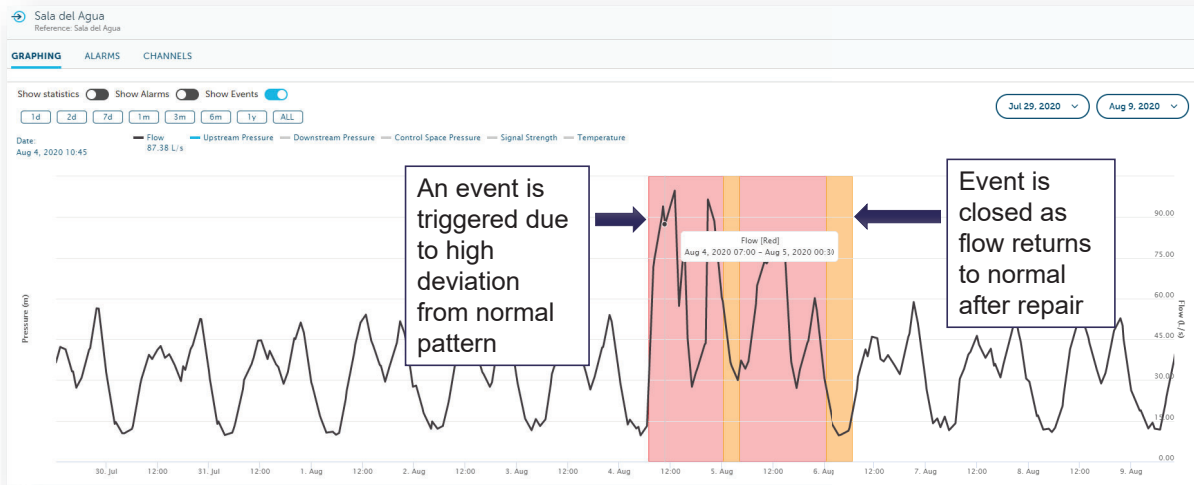 Sala del Agua
Reference: Sala del Agua
GRAPHING ALARMS CHANNELS
Show statistics Show Alarms Show Events
1d 2d 7d 1m 3m 6m 1y ALL
Jul 29, 2020 Aug 9, 2020
Date:
Aug 4, 2020 10:45
Flow
87.38 L/s
Upstream Pressure Downstream Pressure Control Space Pressure Signal Strength Temperature
An event is
triggered due
to high
deviation
from normal
pattern
Event is
closed as
flow returns
to normal
after repair
Flow [Red]
Aug 4, 2020 07:00 – Aug 5, 2020 00:30
Pressure (m)
90.00
75.00
60.00
45.00
30.00
15.00
0.00
Flow (L / s)
30. Jul 12:00 31. Jul 12:00 1. Aug 12:00 2. Aug 12:00 3. Aug 12:00 4. Aug 12:00 5. Aug 12:00 6. Aug 12:00 7. Aug 12:00 8. Aug 12:00 9. Aug